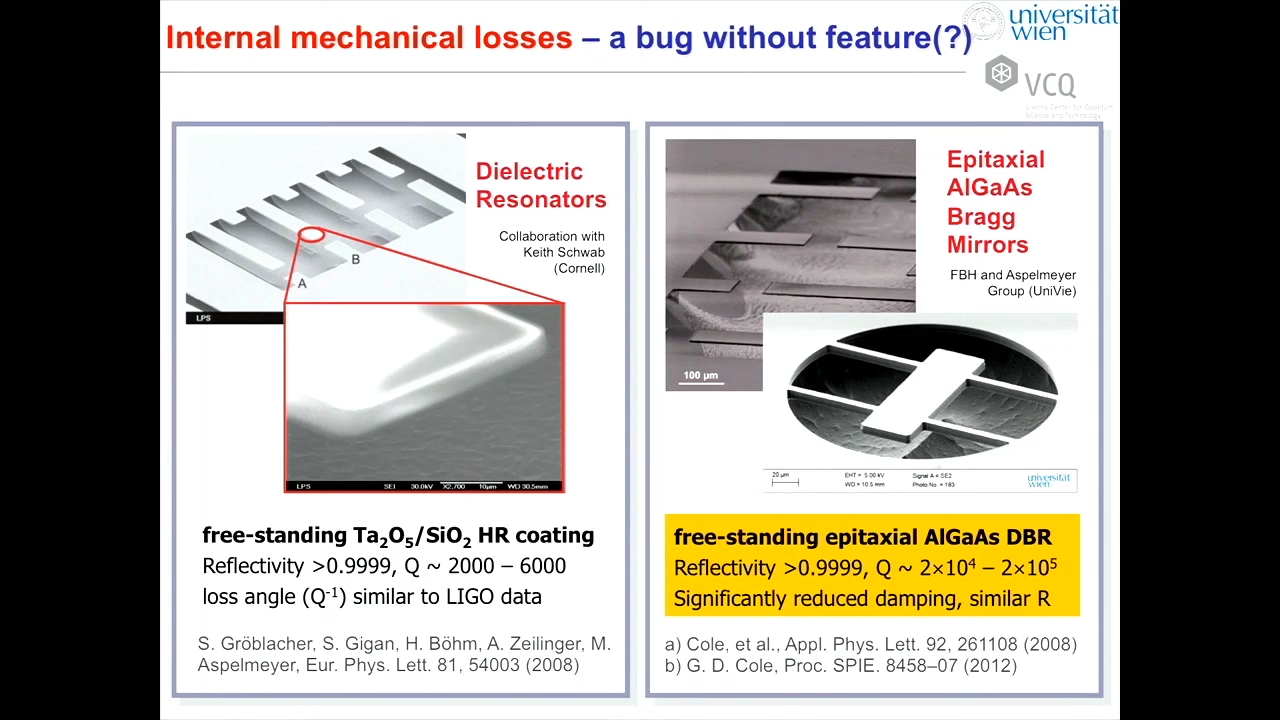 Internal mechanical losses – a bug without feature(?)
universität
wien
VCQ
Vienna Center for Quantum
Science and Technology
Dielectric
Resonators
Collaboration with
Keith Schwab
(Cornell)
B
A
LPS
LPS SEI 30.0kV X2,700 10µm WD 30.5mm
free-standing Ta₂O₅/SiO₂ HR coating
Reflectivity >0.9999, Q ~ 2000 – 6000
loss angle (Q⁻¹) similar to LIGO data
S. Gröblacher, S. Gigan, H. Böhm, A. Zeilinger, M.
Aspelmeyer, Eur. Phys. Lett. 81, 54003 (2008)
Epitaxial
AlGaAs
Bragg
Mirrors
FBH and Aspelmeyer
Group (UniVie)
100 µm
20 µm EHT = 5.00 kV Signal A = SE2
WD = 10.5 mm Photo No. = 163
universität
wien
free-standing epitaxial AlGaAs DBR
Reflectivity >0.9999, Q ~ 2×10⁴ – 2×10⁵
Significantly reduced damping, similar R
a) Cole, et al., Appl. Phys. Lett. 92, 261108 (2008)
b) G. D. Cole, Proc. SPIE. 8458–07 (2012)